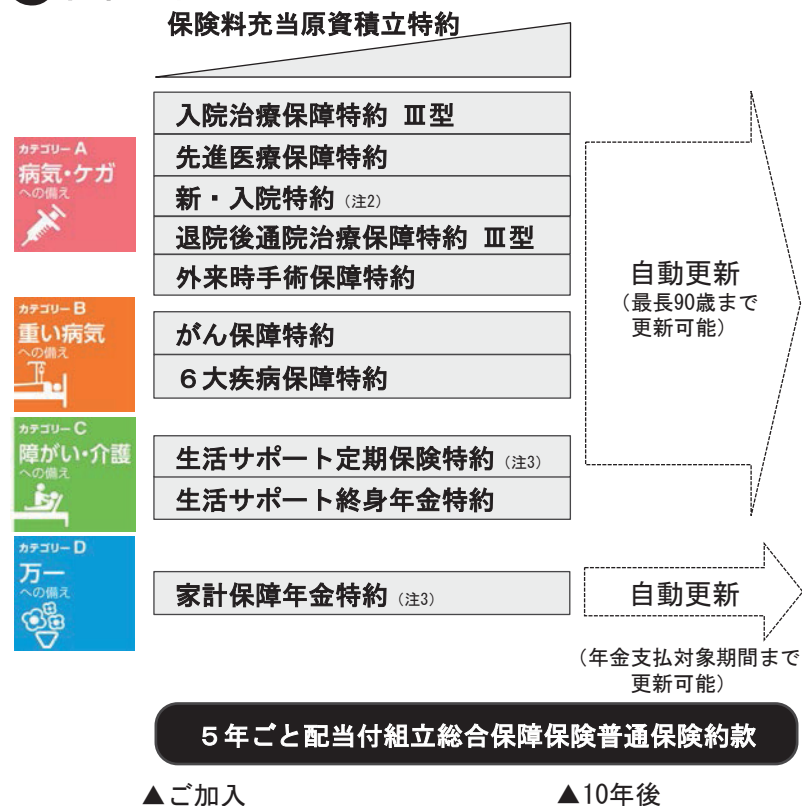 保険料充当原資積立特約
カテゴリー A
病気・ケガ
への備え
入院治療保障特約 Ⅲ型
先進医療保障特約
新・入院特約(注2)
退院後通院治療保障特約 Ⅲ型
外来時手術保障特約
自動更新
(最長90歳まで
更新可能)
カテゴリー B
重い病気
への備え
がん保障特約
6大疾病保障特約
カテゴリー C
障がい・介護
への備え
生活サポート定期保険特約(注3)
生活サポート終身年金特約
カテゴリー D
万一
への備え
家計保障年金特約(注3)
自動更新
(年金支払対象期間まで
更新可能)
5年ごと配当付組立総合保障保険普通保険約款
▲ご加入 ▲10年後